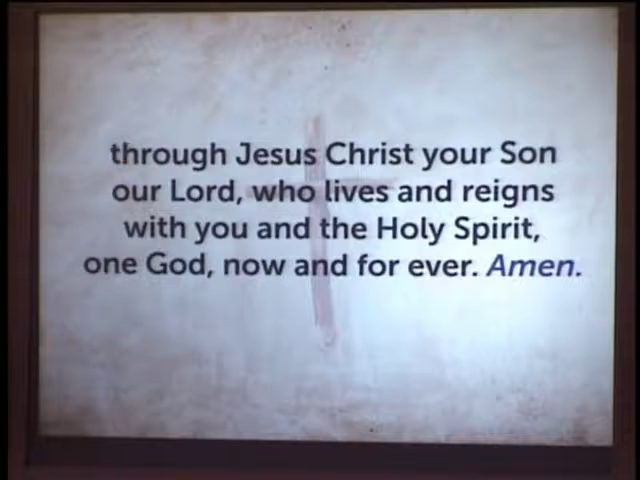 through Jesus Christ your Son
our Lord, who lives and reigns
with you and the Holy Spirit,
one God, now and for ever. Amen.